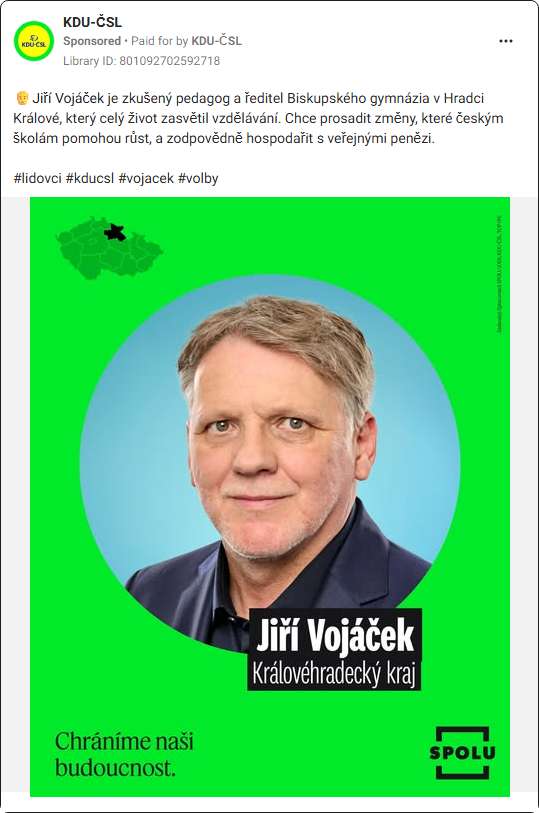 KDU-ČSL
Sponsored • Paid for by KDU-ČSL
Library ID: 801092702592718
Jiří Vojáček je zkušený pedagog a ředitel Biskupského gymnázia v Hradci
Králové, který celý život zasvětil vzdělávání. Chce prosadit změny, které českým
školám pomohou růst, a zodpovědně hospodařit s veřejnými penězi.
#lidovci #kducsl #vojacek #volby
KDU-ČSL
Jiří Vojáček
Královéhradecký kraj
Chráníme naši
budoucnost.
SPOLU